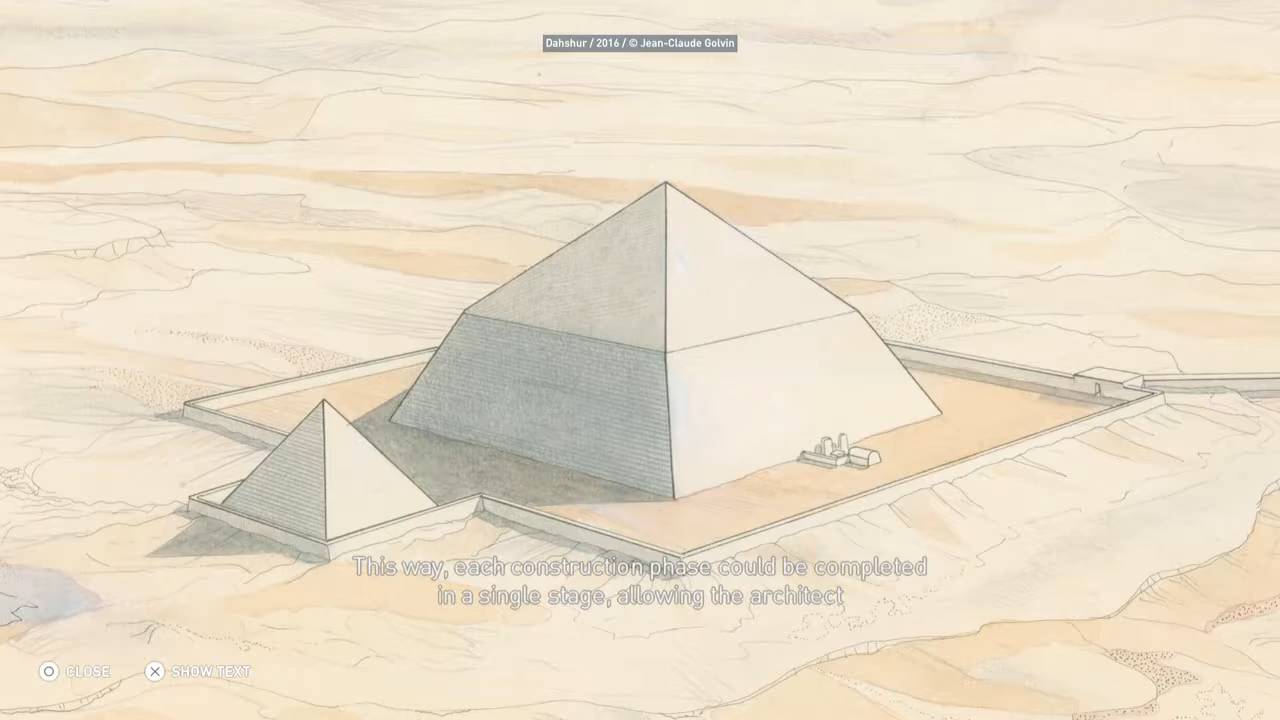 Dahshur / 2016 / © Jean-Claude Golvin
This way, each construction phase could be completed
in a single stage, allowing the architect
CLOSE
SHOW TEXT